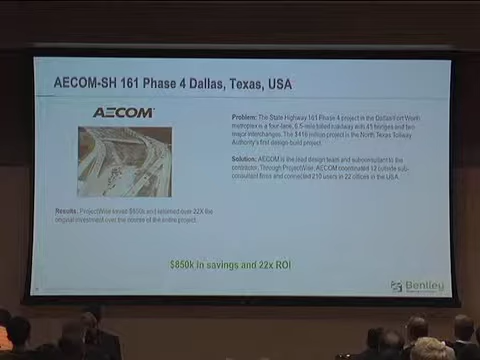 AECOM-SH 161 Phase 4 Dallas, Texas, USA
AECOM
Problem: The State Highway 161 Phase 4 project in the Dallas/Fort Worth
metroplex is a four-lane, 6.5-mile tolled mainway with 41 bridges and two
major interchanges. The $416 million project is the North Texas Tollway
Authority's first design-build project.
Solution: AECOM is the lead design team and subconsultant to the
contractor. Through ProjectWise, AECOM coordinated 12 outside sub-
consultant firms and connected 210 users in 22 offices in the USA.
Results: ProjectWise saved $850k and returned over 22X the
original investment over the course of the entire project.
$850k in savings and 22x ROI
Bentley